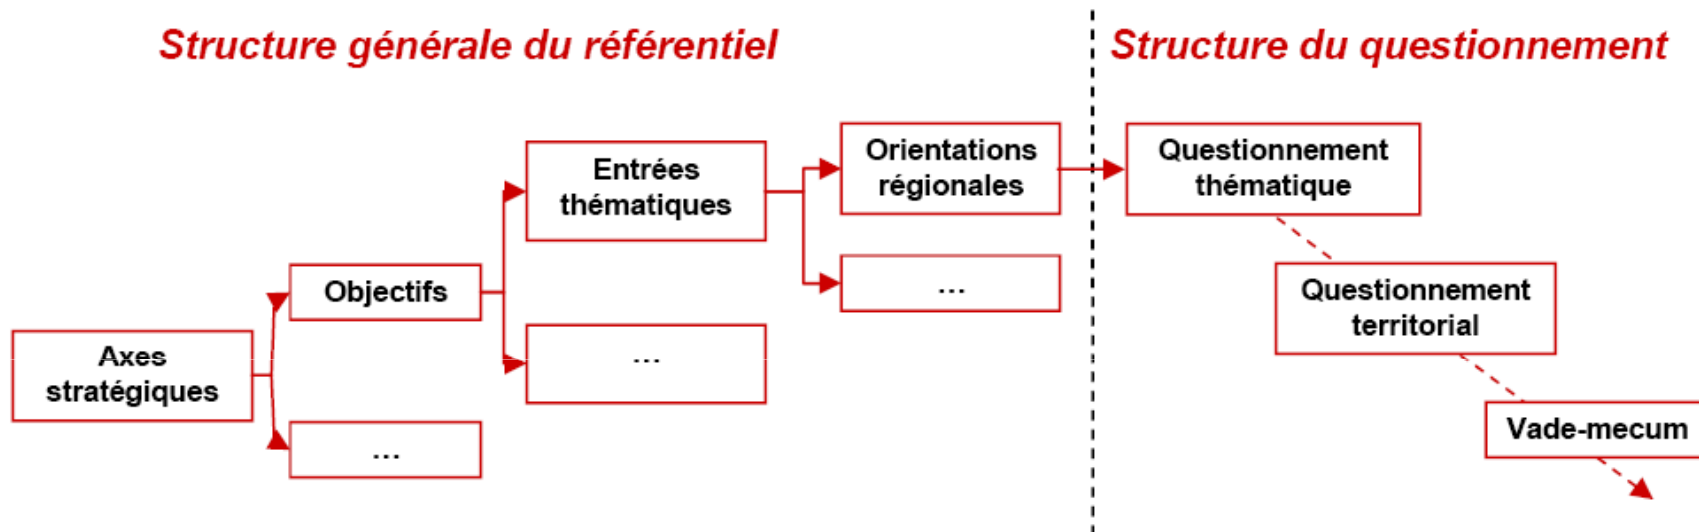 Structure générale du référentiel
Structure du questionnement
Axes
stratégiques
Objectifs
...
Entrées
thématiques
...
Orientations
régionales
...
Questionnement
thématique
Questionnement
territorial
Vade-mecum